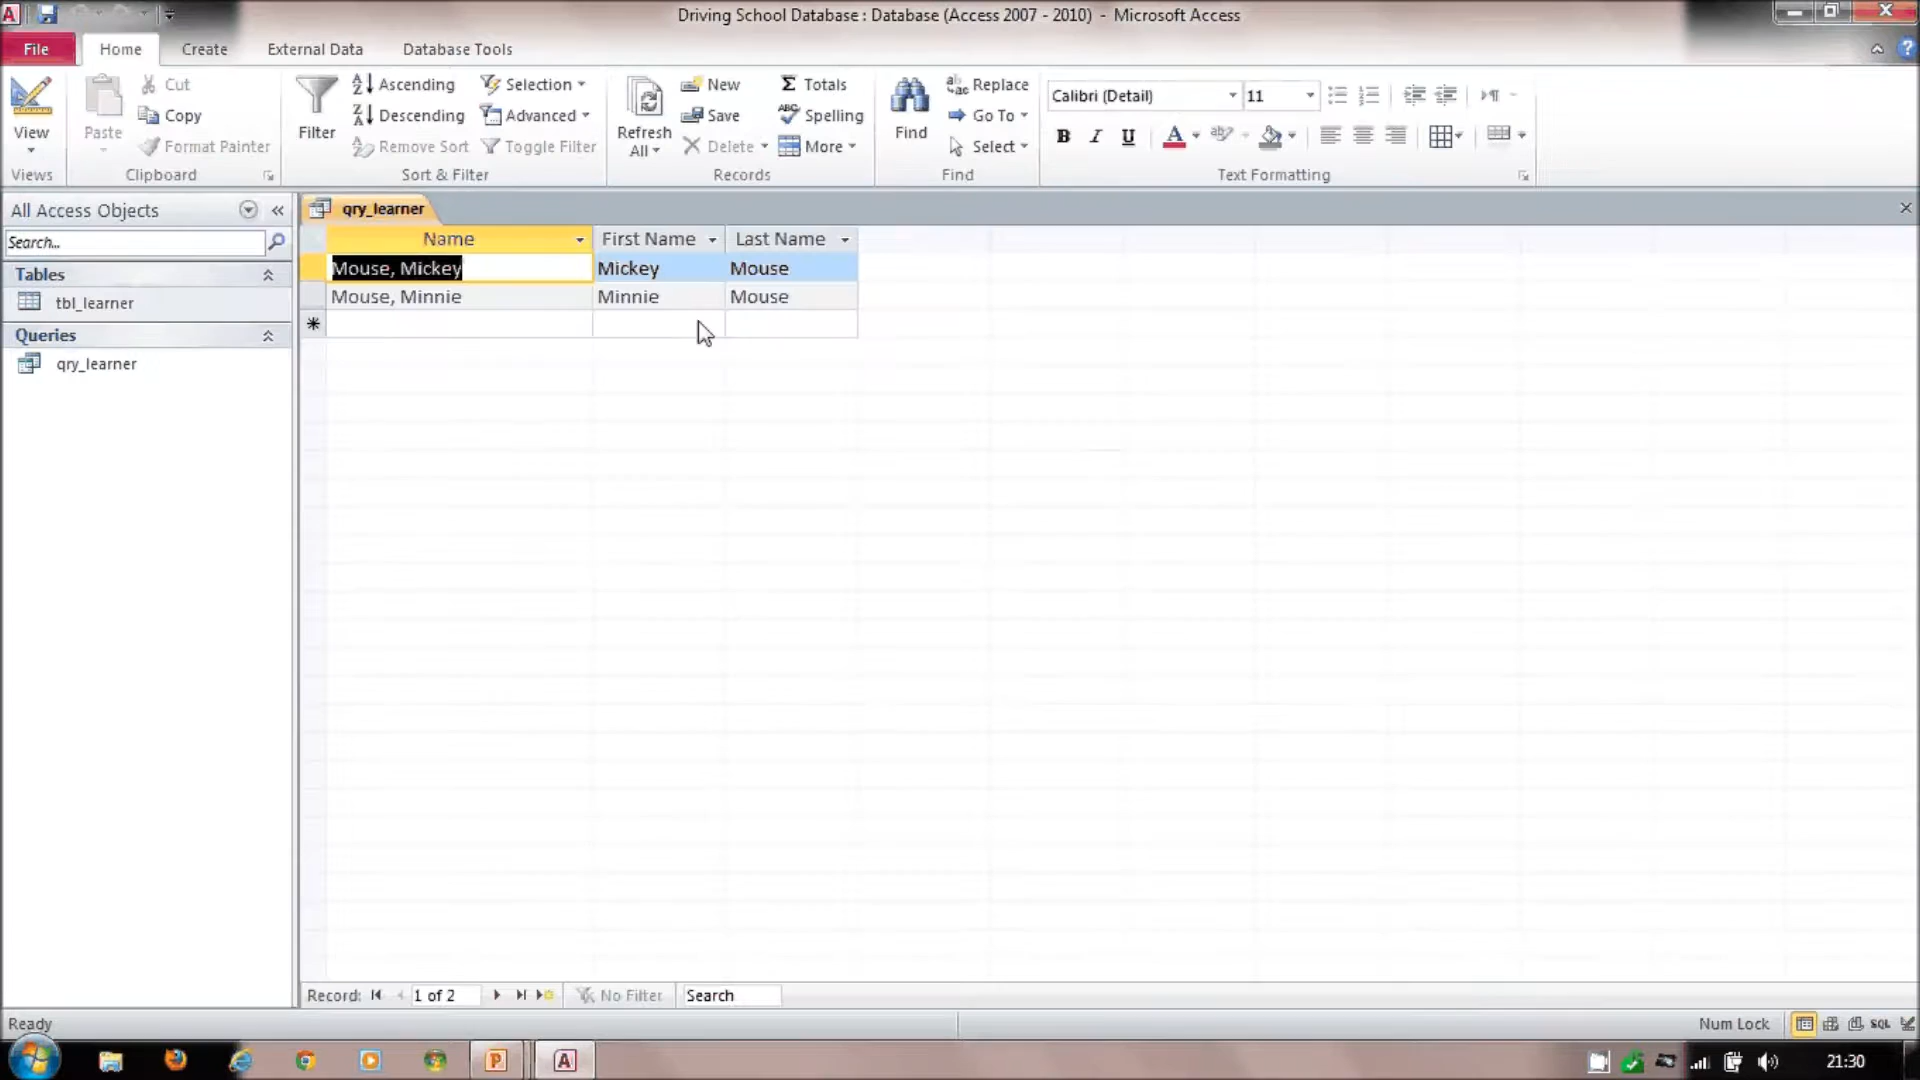 Driving School Database : Database (Access 2007 - 2010) - Microsoft Access
File Home Create External Data Database Tools
View
Views
Paste
Cut
Copy
Format Painter
Clipboard
Filter
Ascending
Descending
Remove Sort
Selection
Advanced
Toggle Filter
Sort & Filter
Refresh All
New
Save
Delete
Totals
Spelling
More
Records
Find
Replace
Go To
Select
Find
Calibri (Detail) 11
B I U A
Text Formatting
All Access Objects
Search...
Tables
tbl_learner
Queries
qry_learner
qry_learner
Name First Name Last Name
Mouse, Mickey Mickey Mouse
Mouse, Minnie Minnie Mouse
Record: 1 of 2 No Filter Search
Ready Num Lock SQL
21:30